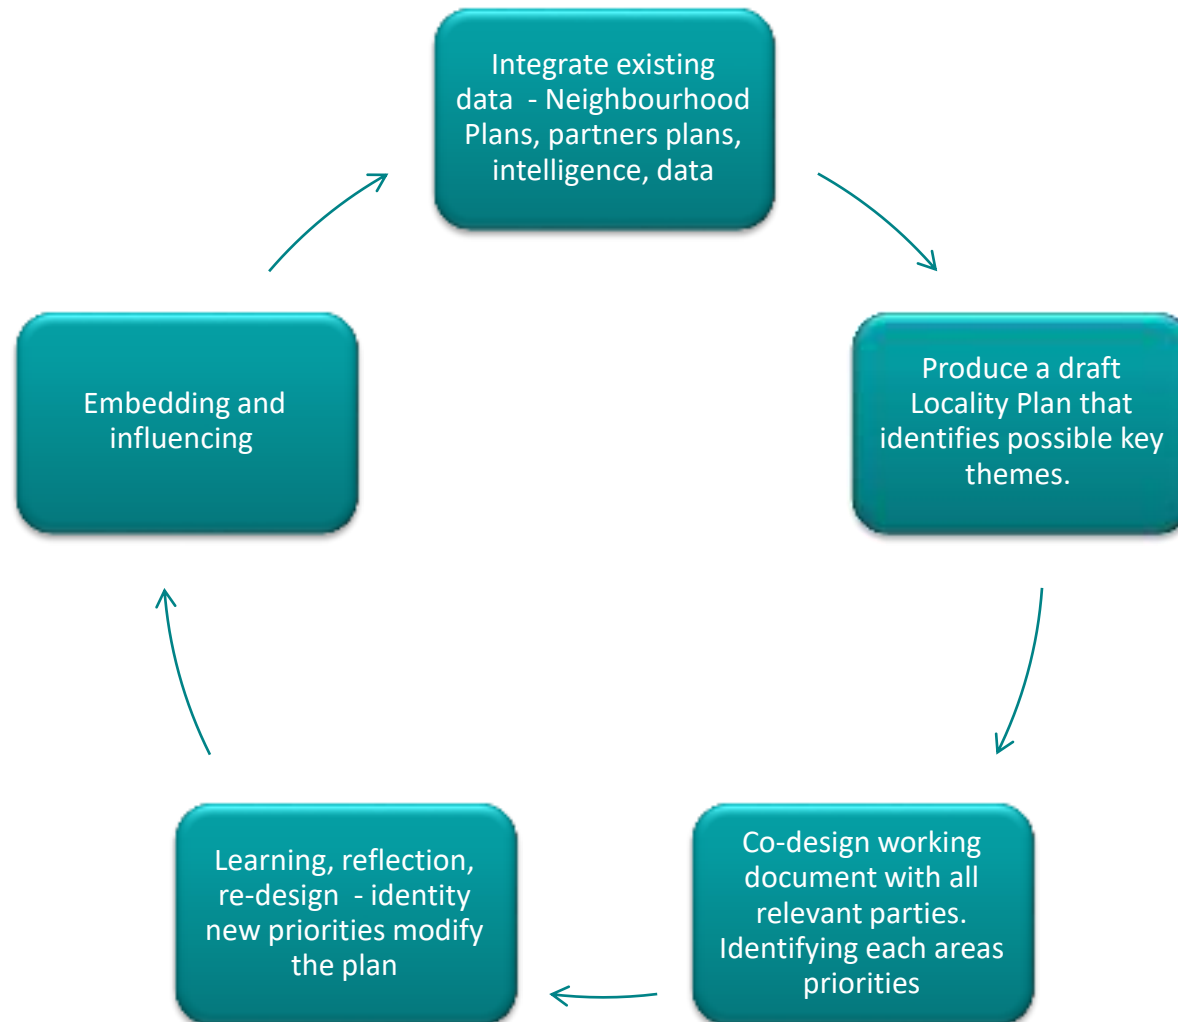 Integrate existing
data  - Neighbourhood
Plans, partners plans,
intelligence, data
Produce a draft
Locality Plan that
identifies possible key
themes.
Co-design working
document with all
relevant parties.
Identifying each areas
priorities
Learning, reflection,
re-design  - identity
new priorities modify
the plan
Embedding and
influencing